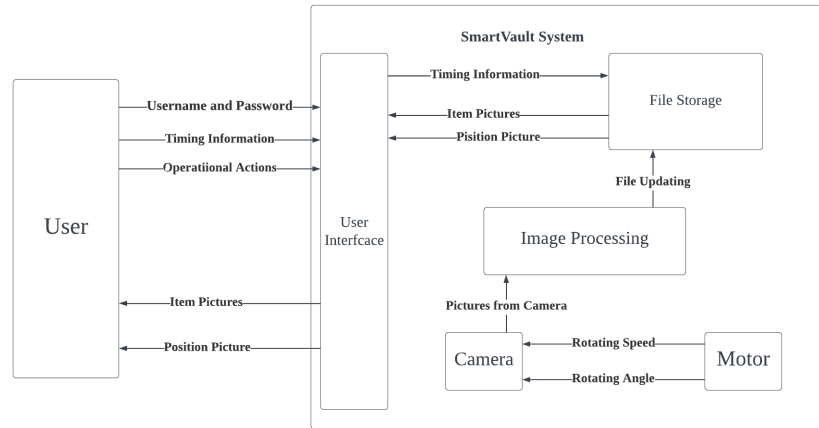 SmartVault System
Timing Information
Username and Password
Item Pictures
File Storage
Timing Information
Pisition Picture
Operatiional Actions
File Updating
User
User
Interfcace
Image Processing
Item Pictures
Pictures from Camera
Position Picture
Rotating Speed
Camera
Motor
Rotating Angle